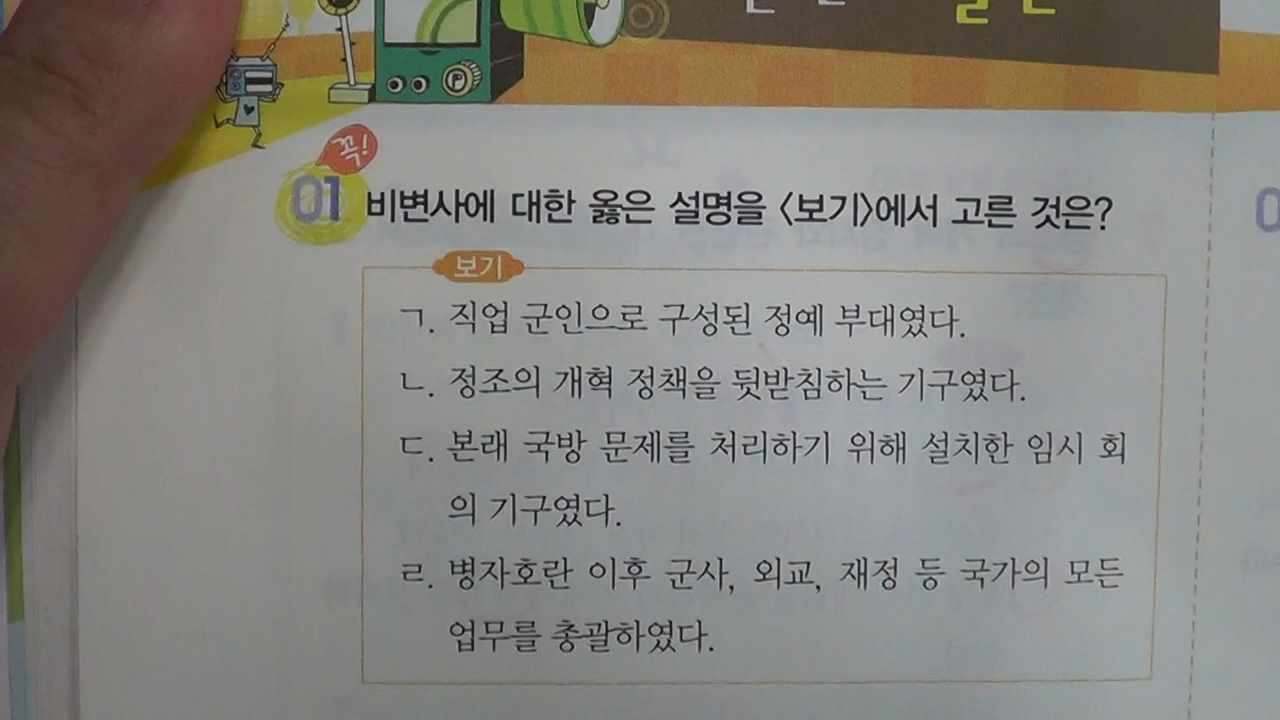 꼭!
01 비변사에 대한 옳은 설명을 <보기>에서 고른 것은?
보기
ㄱ. 직업 군인으로 구성된 정예 부대였다.
ㄴ. 정조의 개혁 정책을 뒷받침하는 기구였다.
ㄷ. 본래 국방 문제를 처리하기 위해 설치한 임시 회
의 기구였다.
ㄹ. 병자호란 이후 군사, 외교, 재정 등 국가의 모든
업무를 총괄하였다.